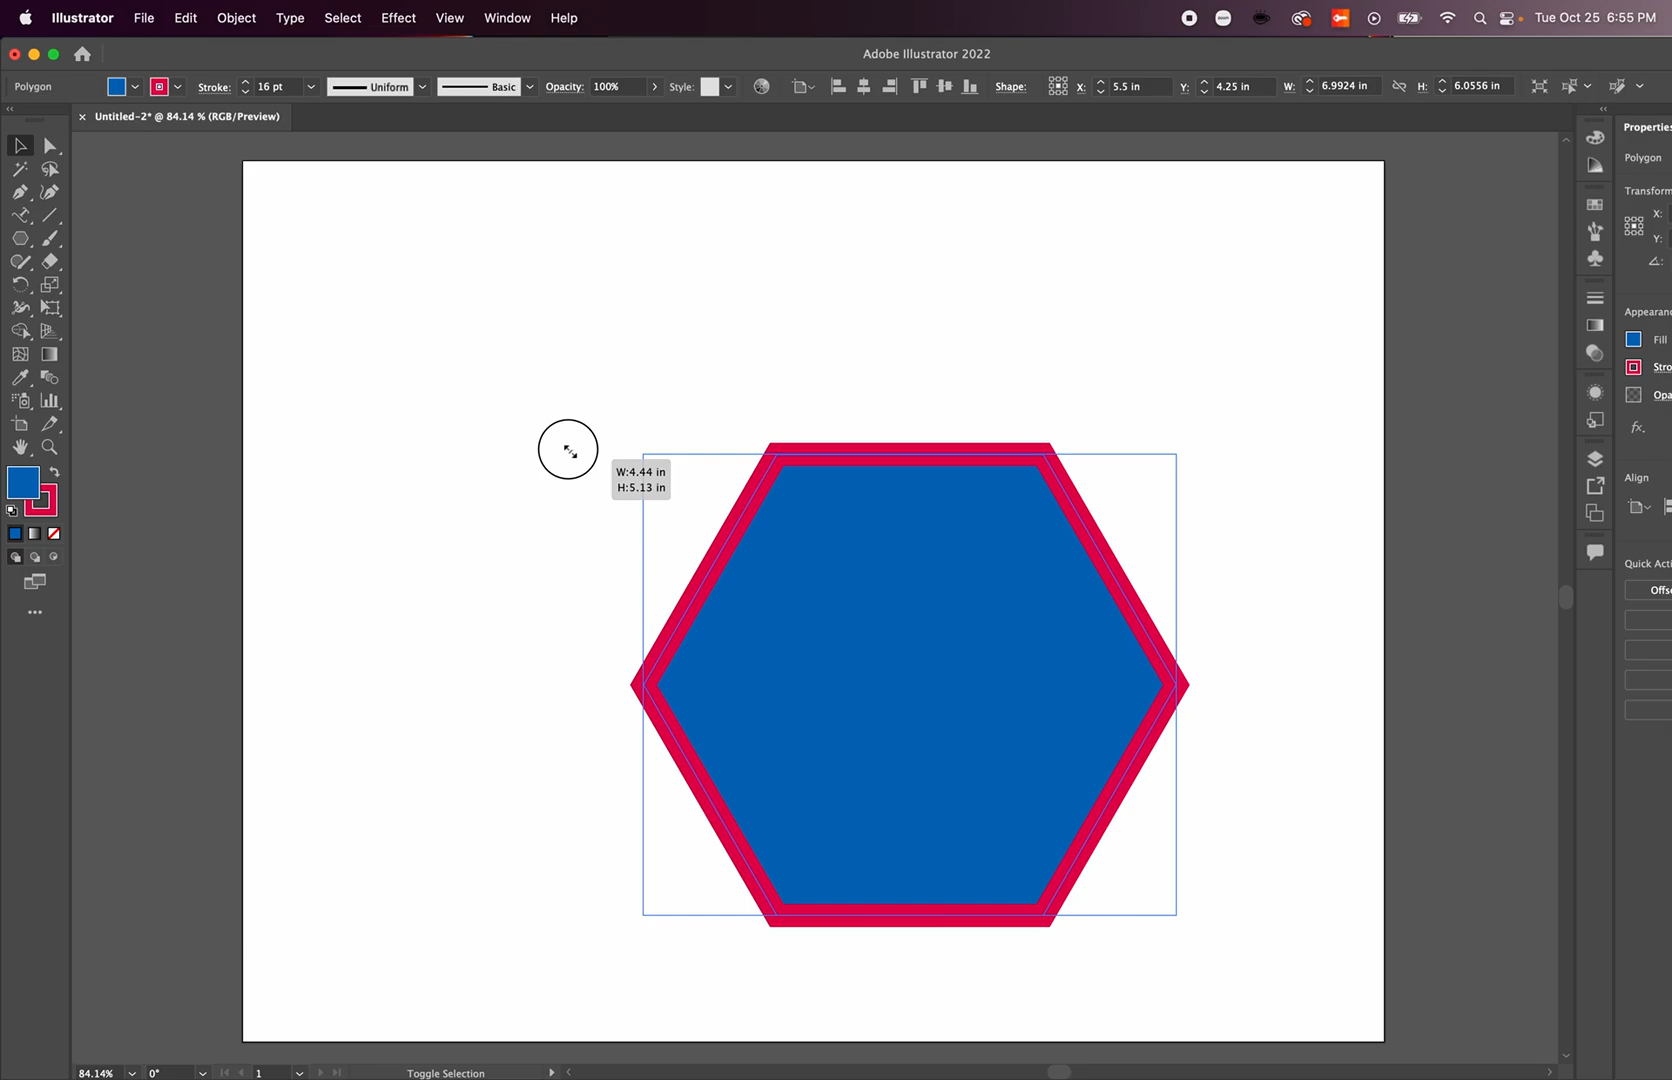 Illustrator File Edit Object Type Select Effect View Window Help
Tue Oct 25 6:55 PM
Adobe Illustrator 2022
Polygon
Stroke: 16 pt Uniform Basic Opacity: 100% Style: Shape: X: 5.5 in Y: 4.25 in W: 6.9924 in H: 6.0556 in
× Untitled-2* @ 84.14 % (RGB/Preview)
Properties
Polygon
Transform
X:
Y:
W:4.44 in
H:5.13 in
Appearanc
Fill
Stro
Opa
fx.
Align
Quick Acti
Offse
84.14% 0° 1 Toggle Selection